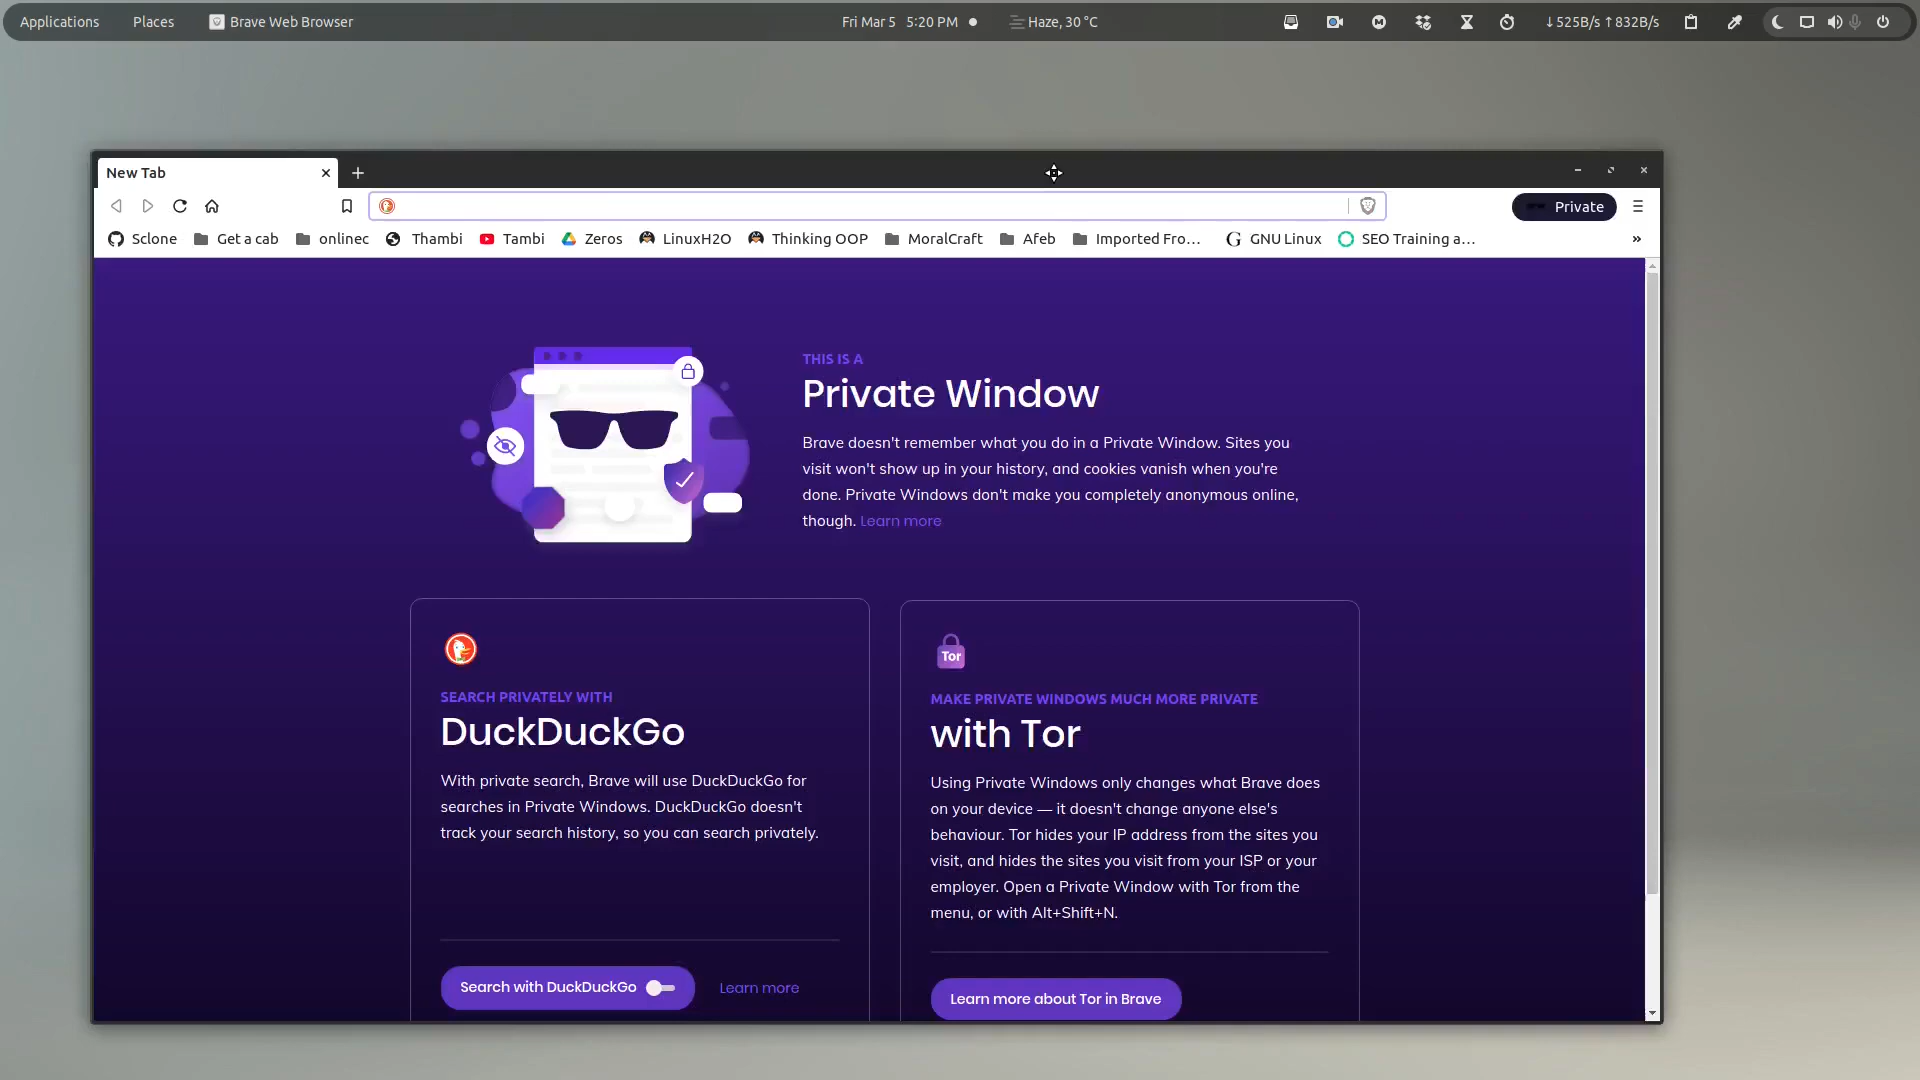 Applications Places Brave Web Browser Fri Mar 5 5:20 PM Haze, 30 °C ↓525B/s ↑832B/s
New Tab
Private
Sclone Get a cab onlinec Thambi Tambi Zeros LinuxH2O Thinking OOP MoralCraft Afeb Imported Fro… GNU Linux SEO Training a… »
THIS IS A
Private Window
Brave doesn't remember what you do in a Private Window. Sites you
visit won't show up in your history, and cookies vanish when you're
done. Private Windows don't make you completely anonymous online,
though. Learn more
SEARCH PRIVATELY WITH
DuckDuckGo
With private search, Brave will use DuckDuckGo for
searches in Private Windows. DuckDuckGo doesn't
track your search history, so you can search privately.
Search with DuckDuckGo Learn more
Tor
MAKE PRIVATE WINDOWS MUCH MORE PRIVATE
with Tor
Using Private Windows only changes what Brave does
on your device — it doesn't change anyone else's
behaviour. Tor hides your IP address from the sites you
visit, and hides the sites you visit from your ISP or your
employer. Open a Private Window with Tor from the
menu, or with Alt+Shift+N.
Learn more about Tor in Brave